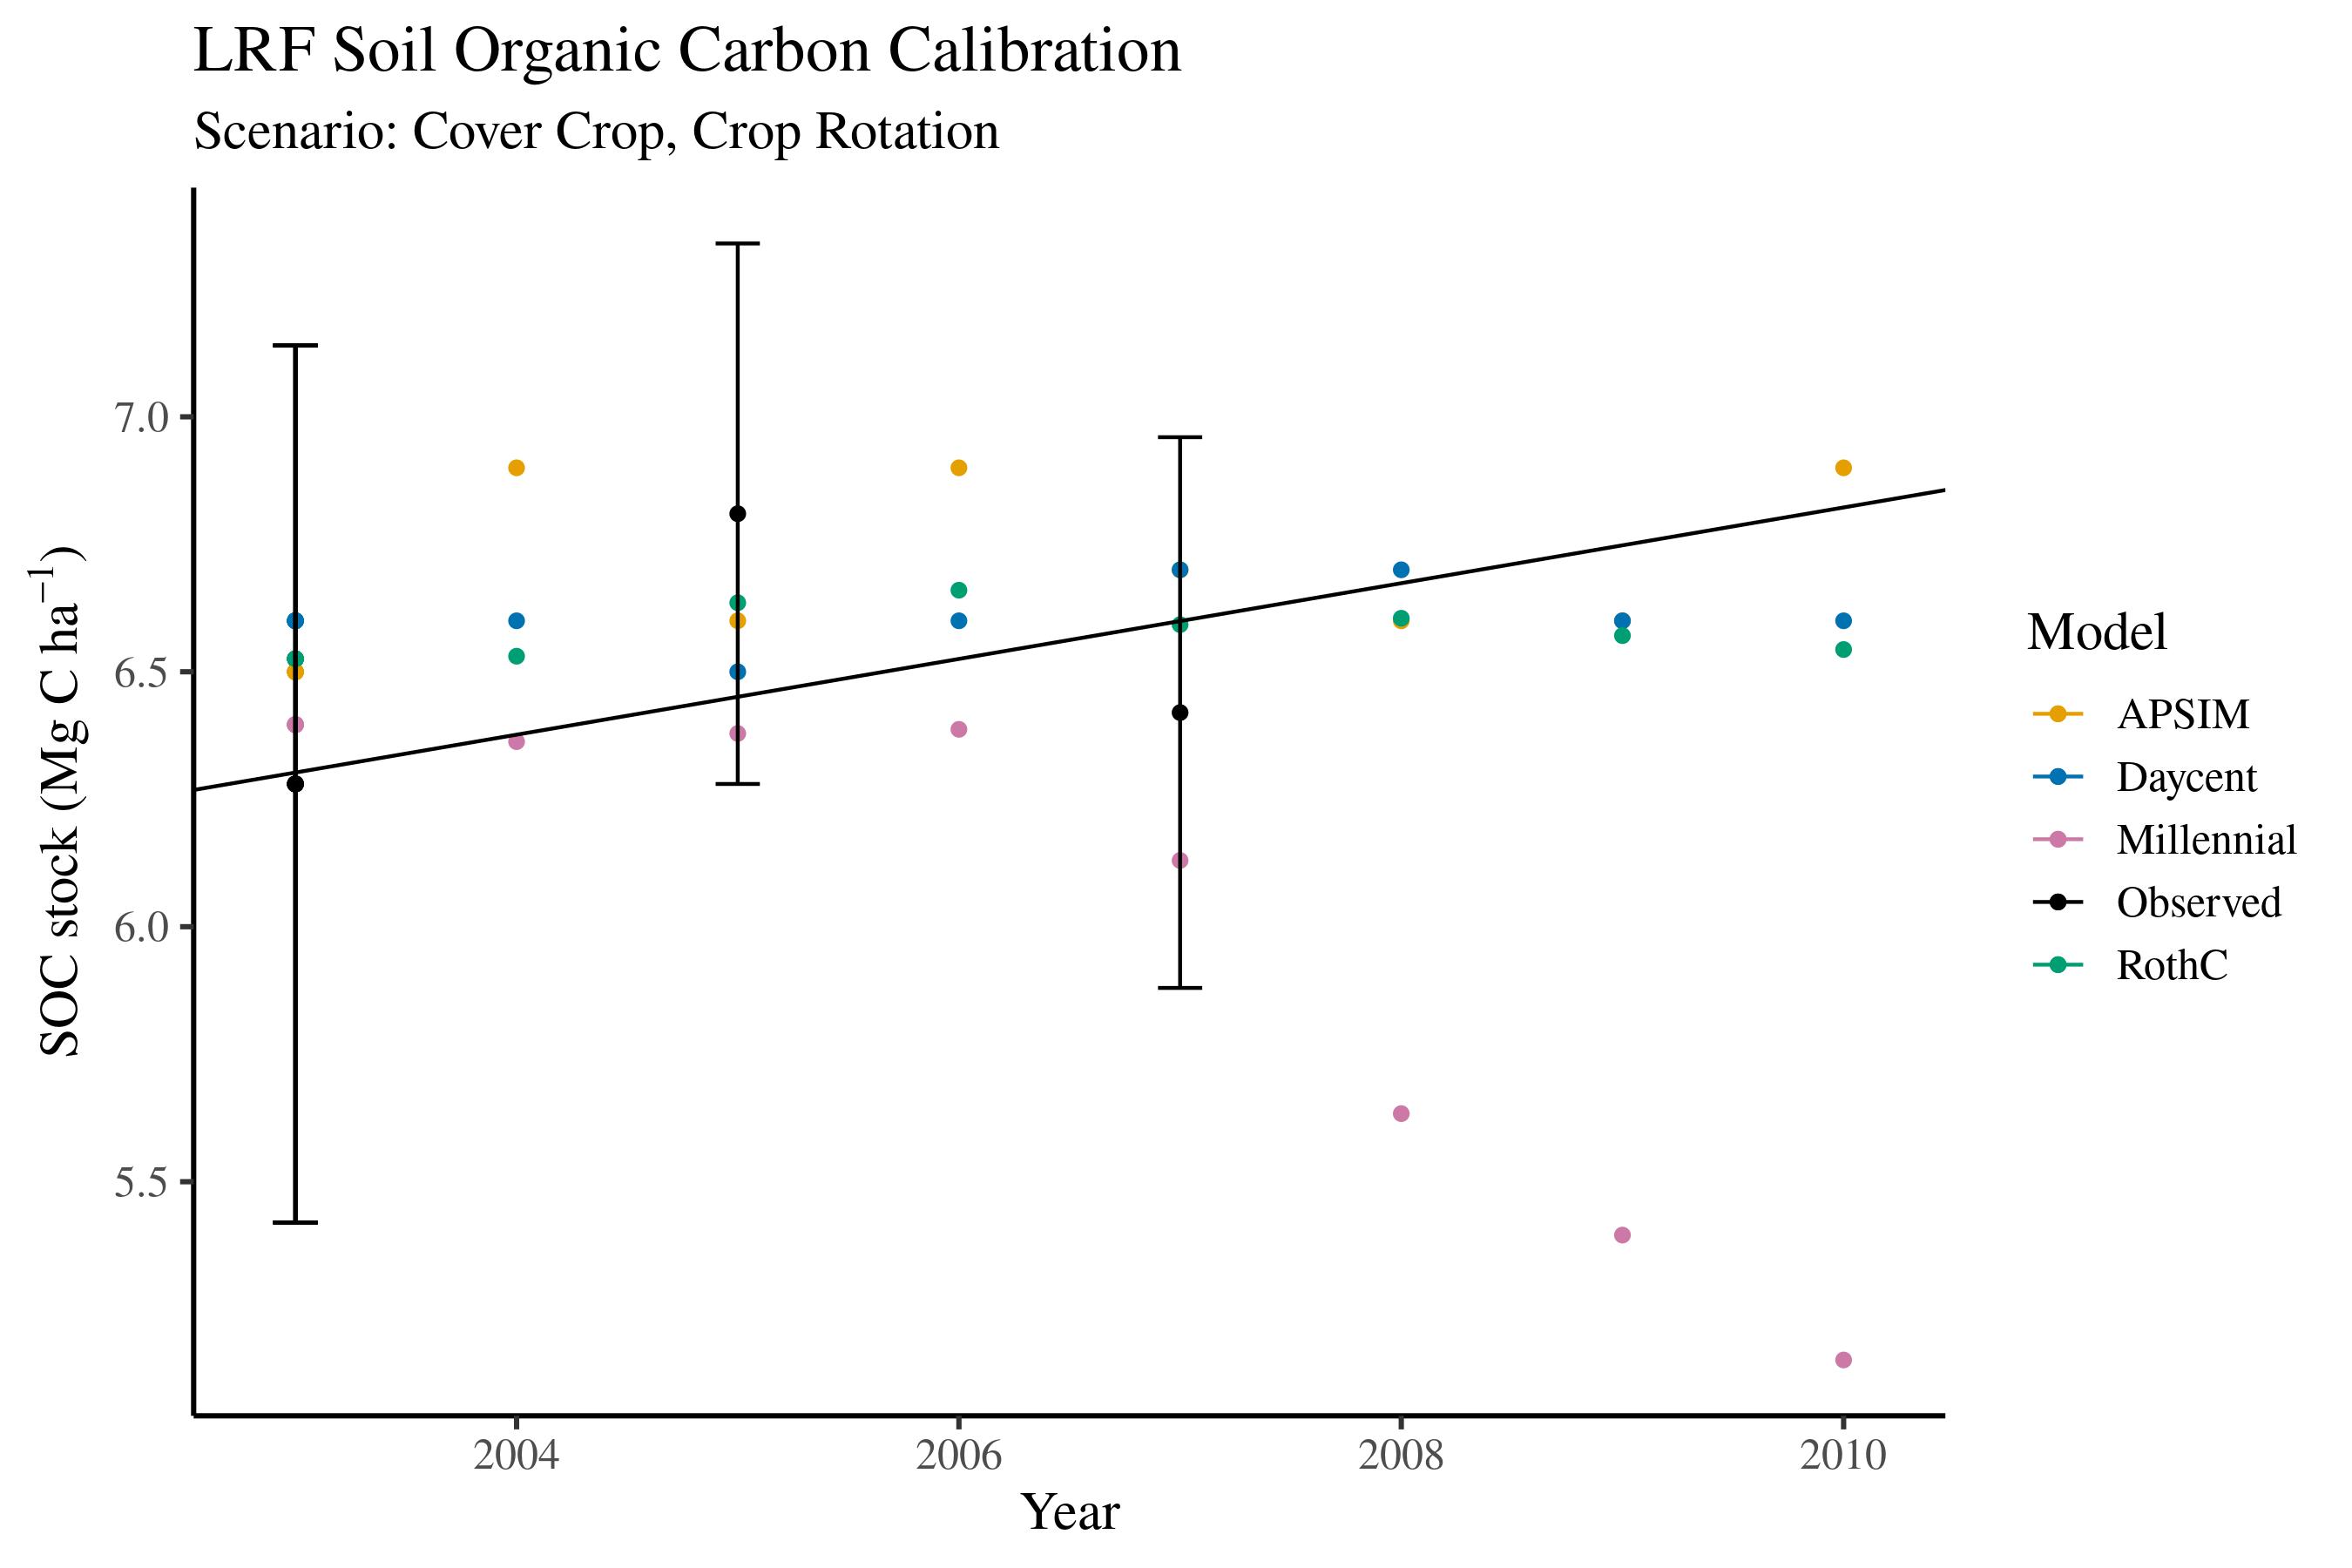 LRF Soil Organic Carbon Calibration
Scenario: Cover Crop, Crop Rotation
SOC stock (Mg C ha⁻¹)
7.0
6.5
6.0
5.5
2004 2006 2008 2010
Year
Model
APSIM
Daycent
Millennial
Observed
RothC